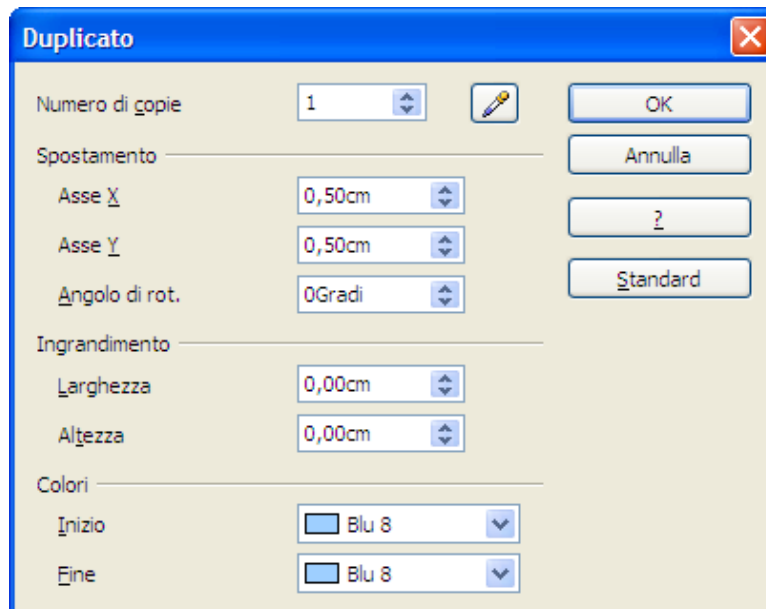 Duplicato
Numero di copie 1 OK
Spostamento Annulla
Asse X 0,50cm
?
Asse Y 0,50cm
Standard
Angolo di rot. 0Gradi
Ingrandimento
Larghezza 0,00cm
Altezza 0,00cm
Colori
Inizio Blu 8
Fine Blu 8